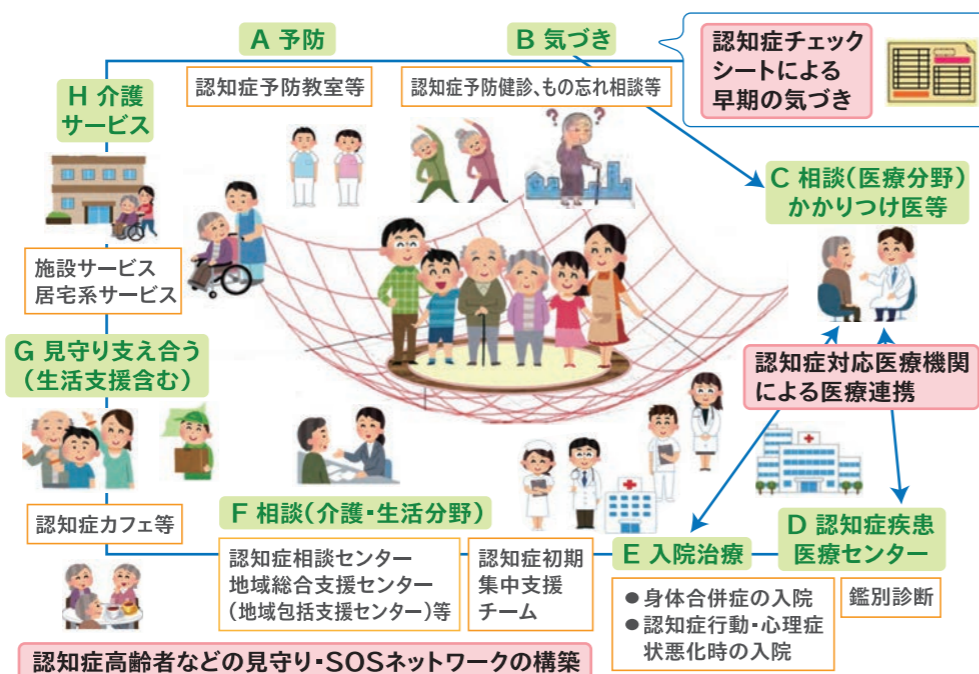 A 予防
認知症予防教室等
B 気づき
認知症予防健診、もの忘れ相談等
認知症チェック
シートによる
早期の気づき
C 相談(医療分野)
かかりつけ医等
認知症対応医療機関
による医療連携
D 認知症疾患
医療センター
鑑別診断
E 入院治療
●身体合併症の入院
●認知症行動・心理症
状悪化時の入院
F 相談(介護・生活分野)
認知症相談センター
地域総合支援センター
(地域包括支援センター)等
認知症初期
集中支援
チーム
G 見守り支え合う
(生活支援含む)
認知症カフェ等
H 介護
サービス
施設サービス
居宅系サービス
認知症高齢者などの見守り・SOSネットワークの構築